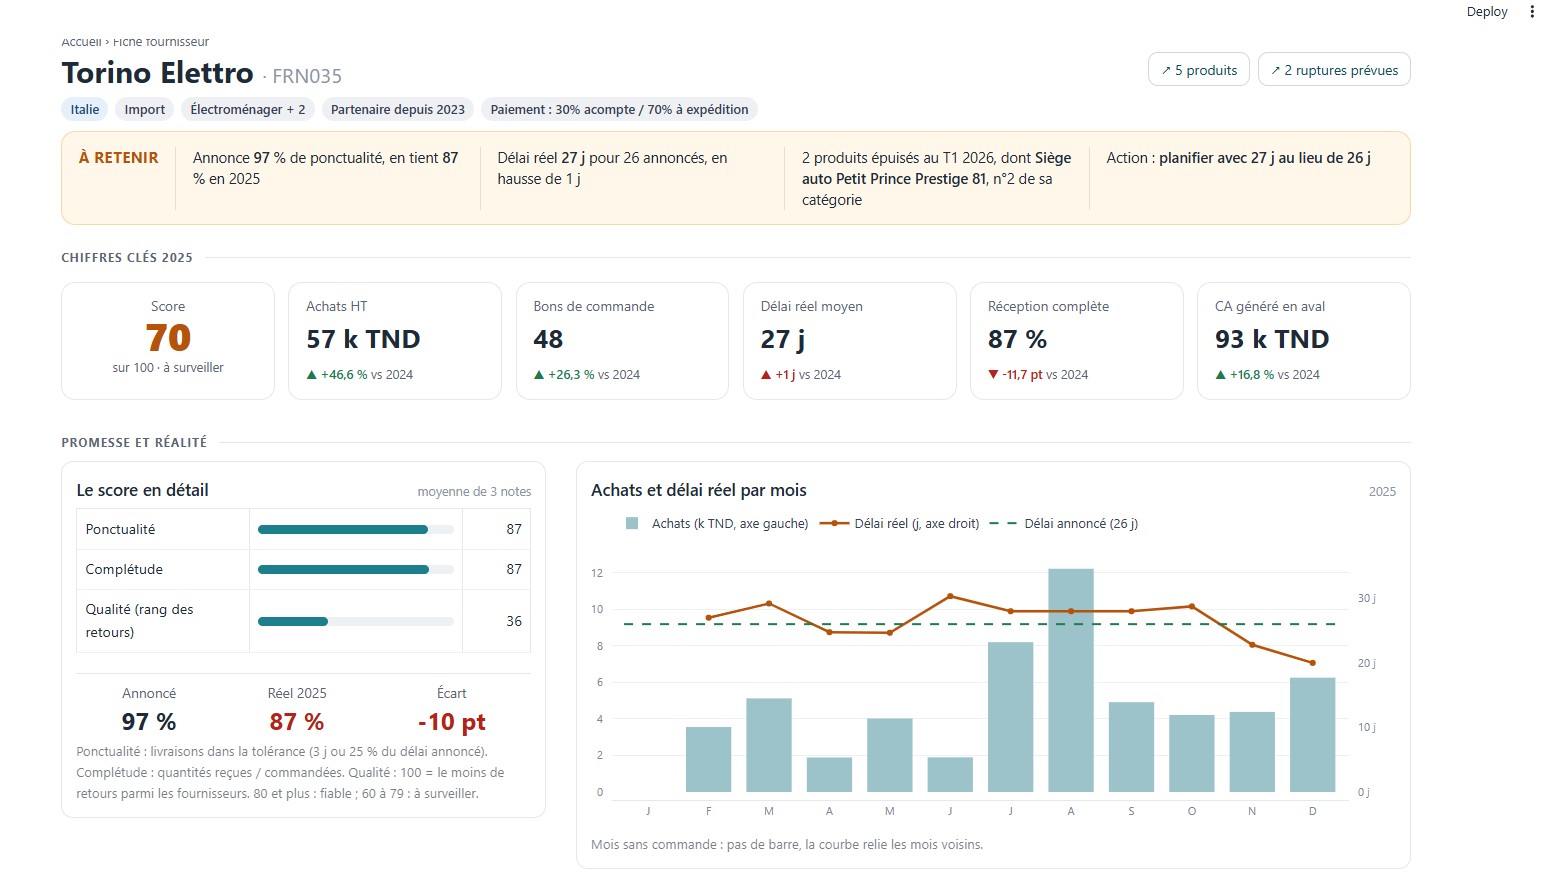 Deploy
Accueil › Fiche fournisseur
Torino Elettro · FRN035
↗ 5 produits
↗ 2 ruptures prévues
Italie
Import
Électroménager + 2
Partenaire depuis 2023
Paiement : 30% acompte / 70% à expédition
À RETENIR
Annonce 97 % de ponctualité, en tient 87
% en 2025
Délai réel 27 j pour 26 annoncés, en
hausse de 1 j
2 produits épuisés au T1 2026, dont Siège
auto Petit Prince Prestige 81, n°2 de sa
catégorie
Action : planifier avec 27 j au lieu de 26 j
CHIFFRES CLÉS 2025
Score
70
sur 100 · à surveiller
Achats HT
57 k TND
▲ +46,6 % vs 2024
Bons de commande
48
▲ +26,3 % vs 2024
Délai réel moyen
27 j
▲ +1 j vs 2024
Réception complète
87 %
▼ -11,7 pt vs 2024
CA généré en aval
93 k TND
▲ +16,8 % vs 2024
PROMESSE ET RÉALITÉ
Le score en détail
moyenne de 3 notes
Ponctualité
87
Complétude
87
Qualité (rang des
retours)
36
Annoncé
97 %
Réel 2025
87 %
Écart
-10 pt
Ponctualité : livraisons dans la tolérance (3 j ou 25 % du délai annoncé).
Complétude : quantités reçues / commandées. Qualité : 100 = le moins de
retours parmi les fournisseurs. 80 et plus : fiable ; 60 à 79 : à surveiller.
Achats et délai réel par mois
2025
Achats (k TND, axe gauche)
Délai réel (j, axe droit)
Délai annoncé (26 j)
12
10
8
6
4
2
0
30 j
20 j
10 j
0 j
J F M A M J J A S O N D
Mois sans commande : pas de barre, la courbe relie les mois voisins.